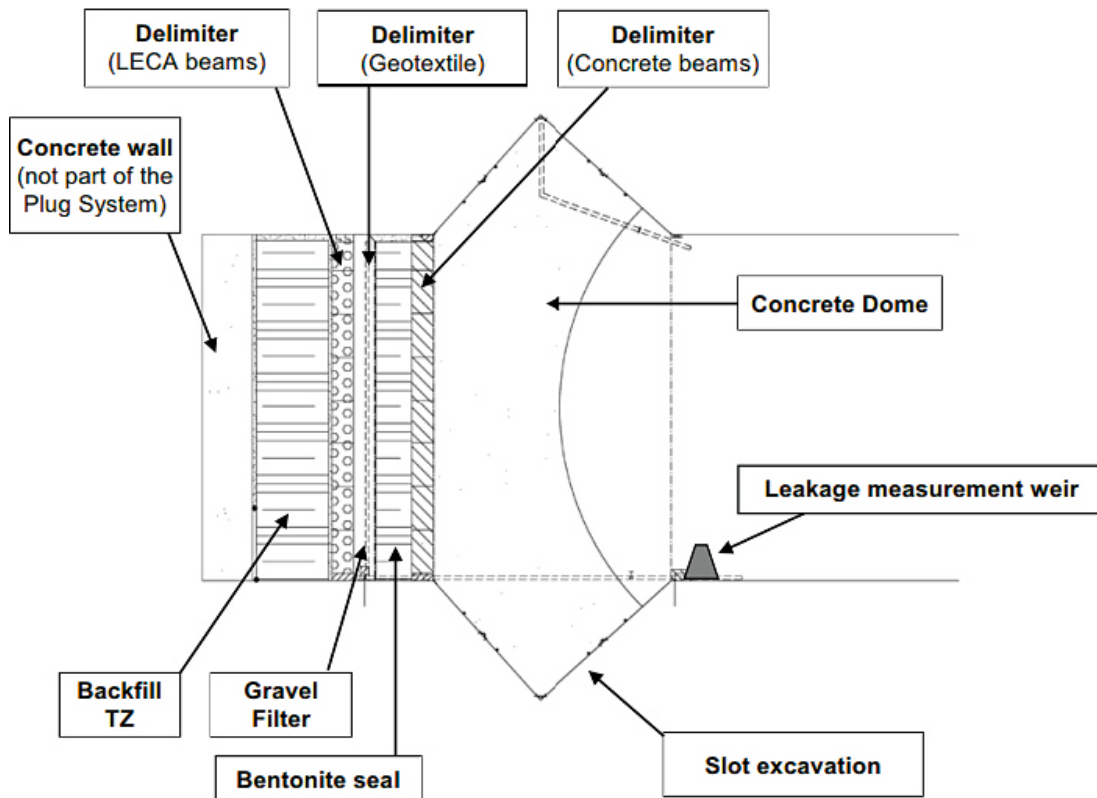 Delimiter
(LECA beams)
Delimiter
(Geotextile)
Delimiter
(Concrete beams)
Concrete wall
(not part of the
Plug System)
Concrete Dome
Leakage measurement weir
Backfill
TZ
Gravel
Filter
Bentonite seal
Slot excavation